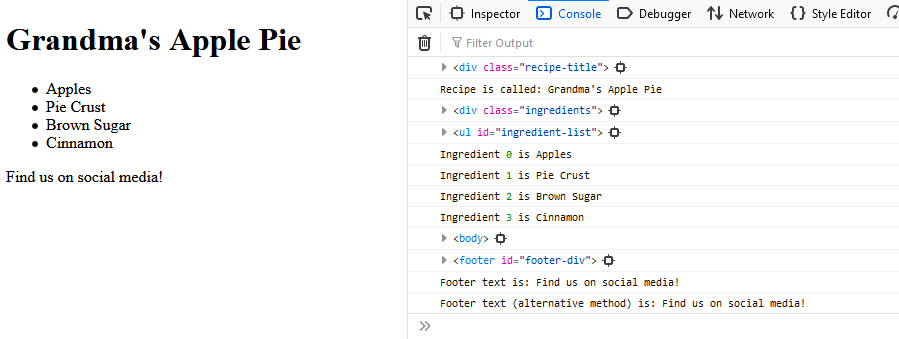 Grandma's Apple Pie
Apples
Pie Crust
Brown Sugar
Cinnamon
Find us on social media!
Inspector Console Debugger Network Style Editor
Filter Output
<div class="recipe-title">
Recipe is called: Grandma's Apple Pie
<div class="ingredients">
<ul id="ingredient-list">
Ingredient 0 is Apples
Ingredient 1 is Pie Crust
Ingredient 2 is Brown Sugar
Ingredient 3 is Cinnamon
<body>
<footer id="footer-div">
Footer text is: Find us on social media!
Footer text (alternative method) is: Find us on social media!